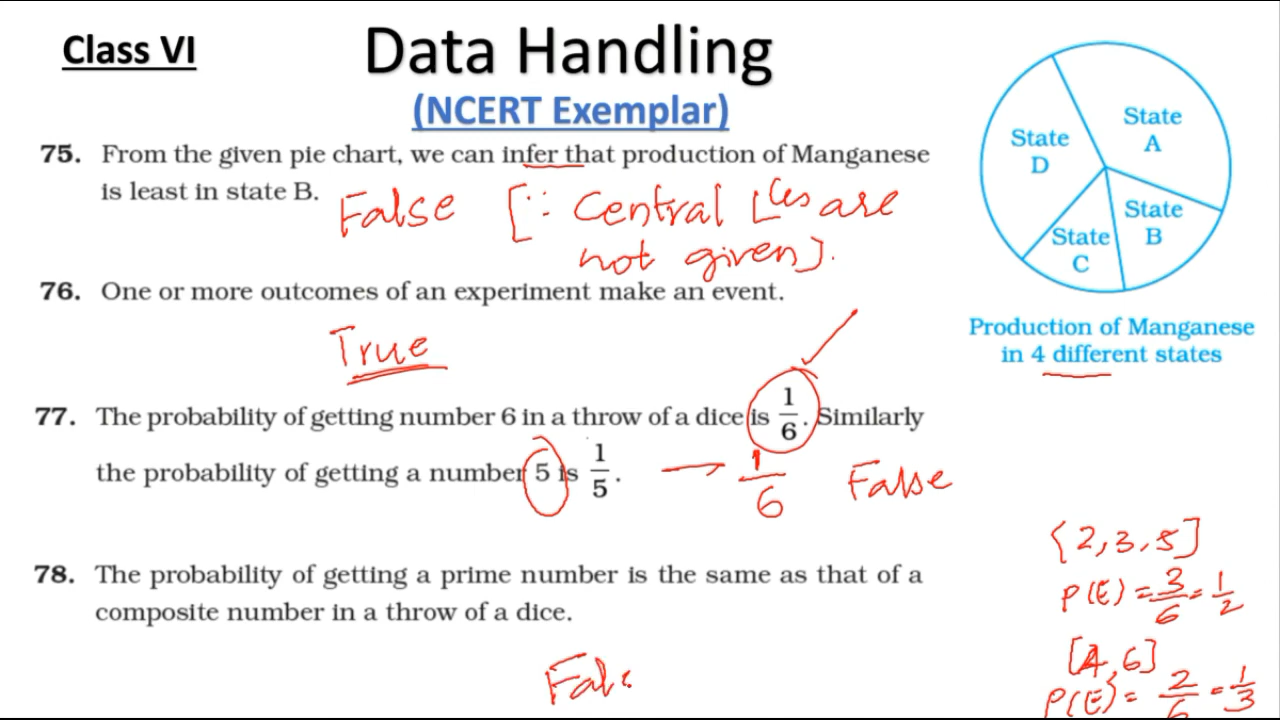 Class VI
Data Handling
(NCERT Exemplar)
75. From the given pie chart, we can infer that production of Manganese
is least in state B.
False [∵ Central ∠les are
not given].
State
A
State
B
State
C
State
D
Production of Manganese
in 4 different states
76. One or more outcomes of an experiment make an event.
True
77. The probability of getting number 6 in a throw of a dice is 1/6. Similarly
the probability of getting a number 5 is 1/5. → 1/6 False
78. The probability of getting a prime number is the same as that of a
composite number in a throw of a dice.
False
{2,3,5]
P(E) = 3/6 = 1/2
[4,6]
P(E) = 2/6 = 1/3